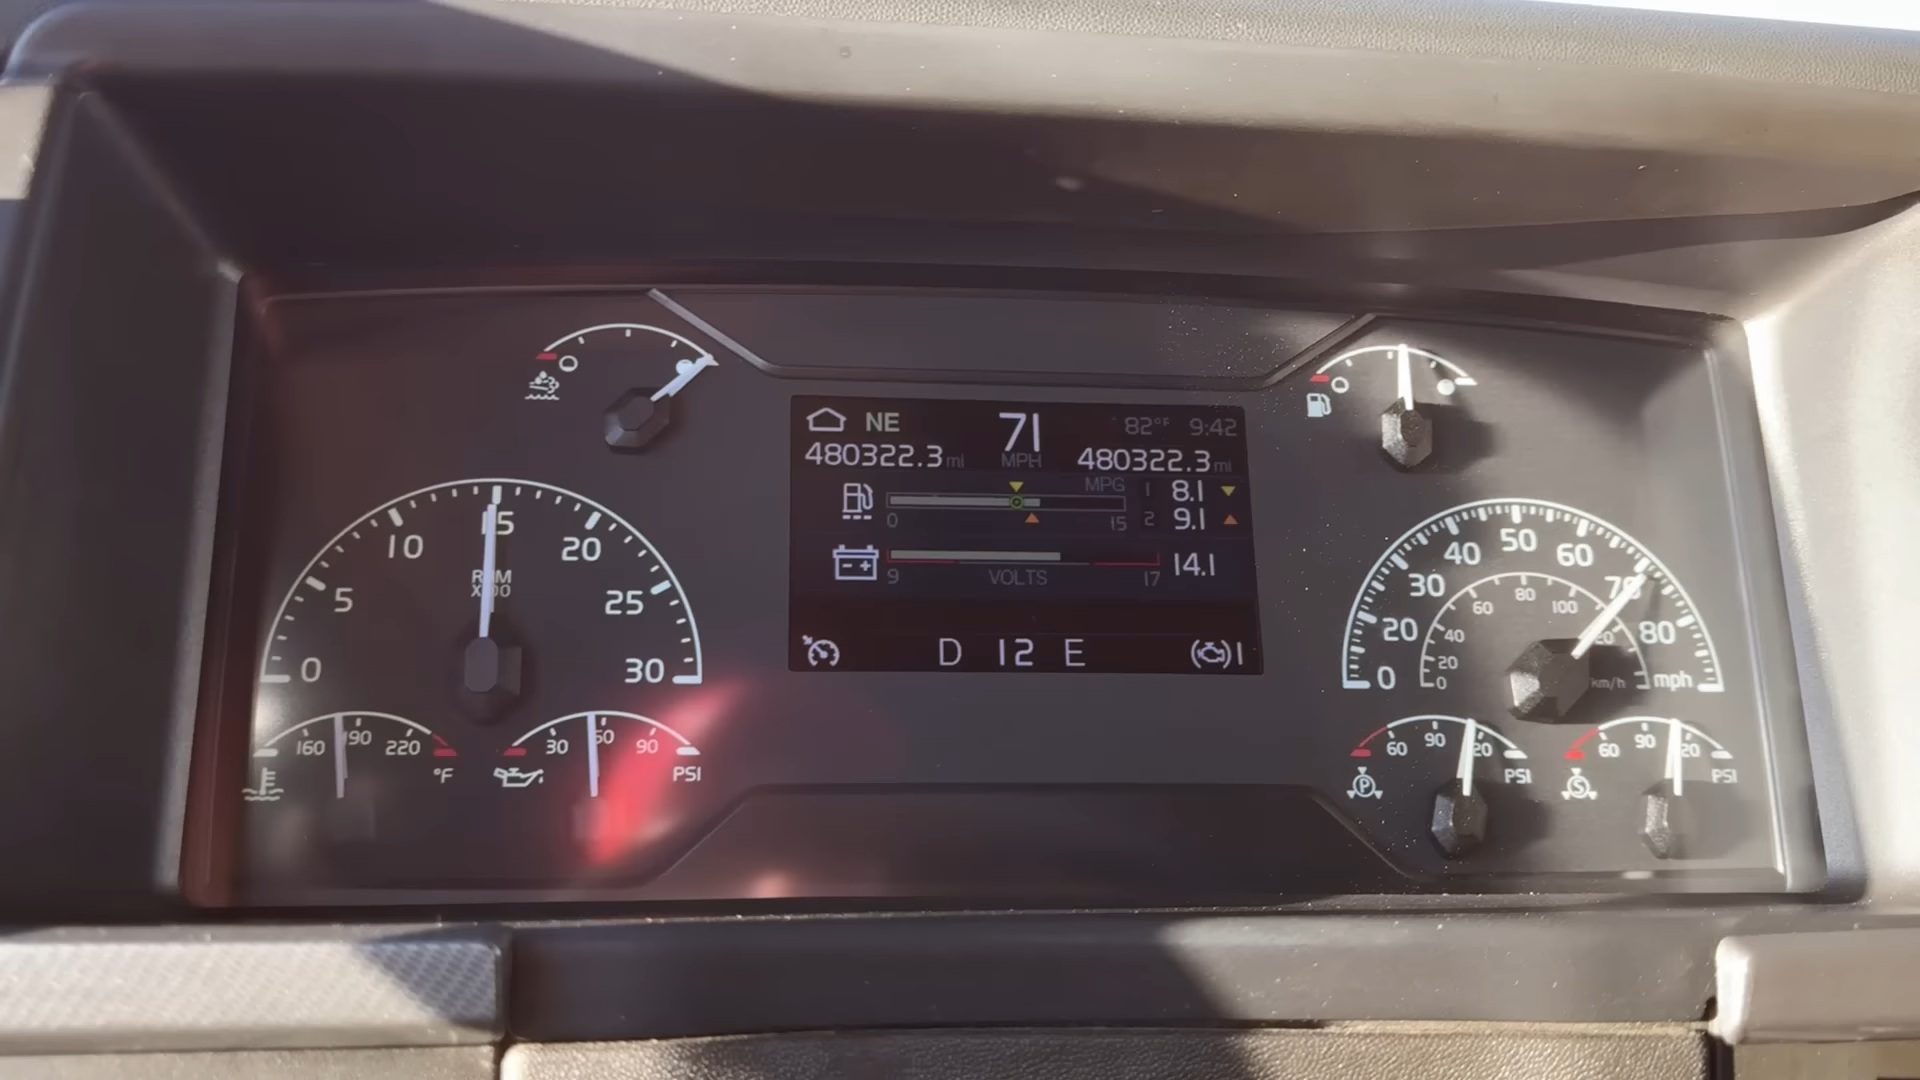 NE 71 82°F 9:42
480322.3 mi MPH 480322.3 mi
MPG 1 8.1
0 15 2 9.1
14.1
9 VOLTS 17
D 12 E 1
0 5 10 15 20 25 30
RPM
X100
160 190 220
°F
30 60 90
PSI
0 20 30 40 50 60 70 80
mph
0 20 40 60 80 100 120
km/h
60 90 120
P
PSI
60 90 120
S
PSI